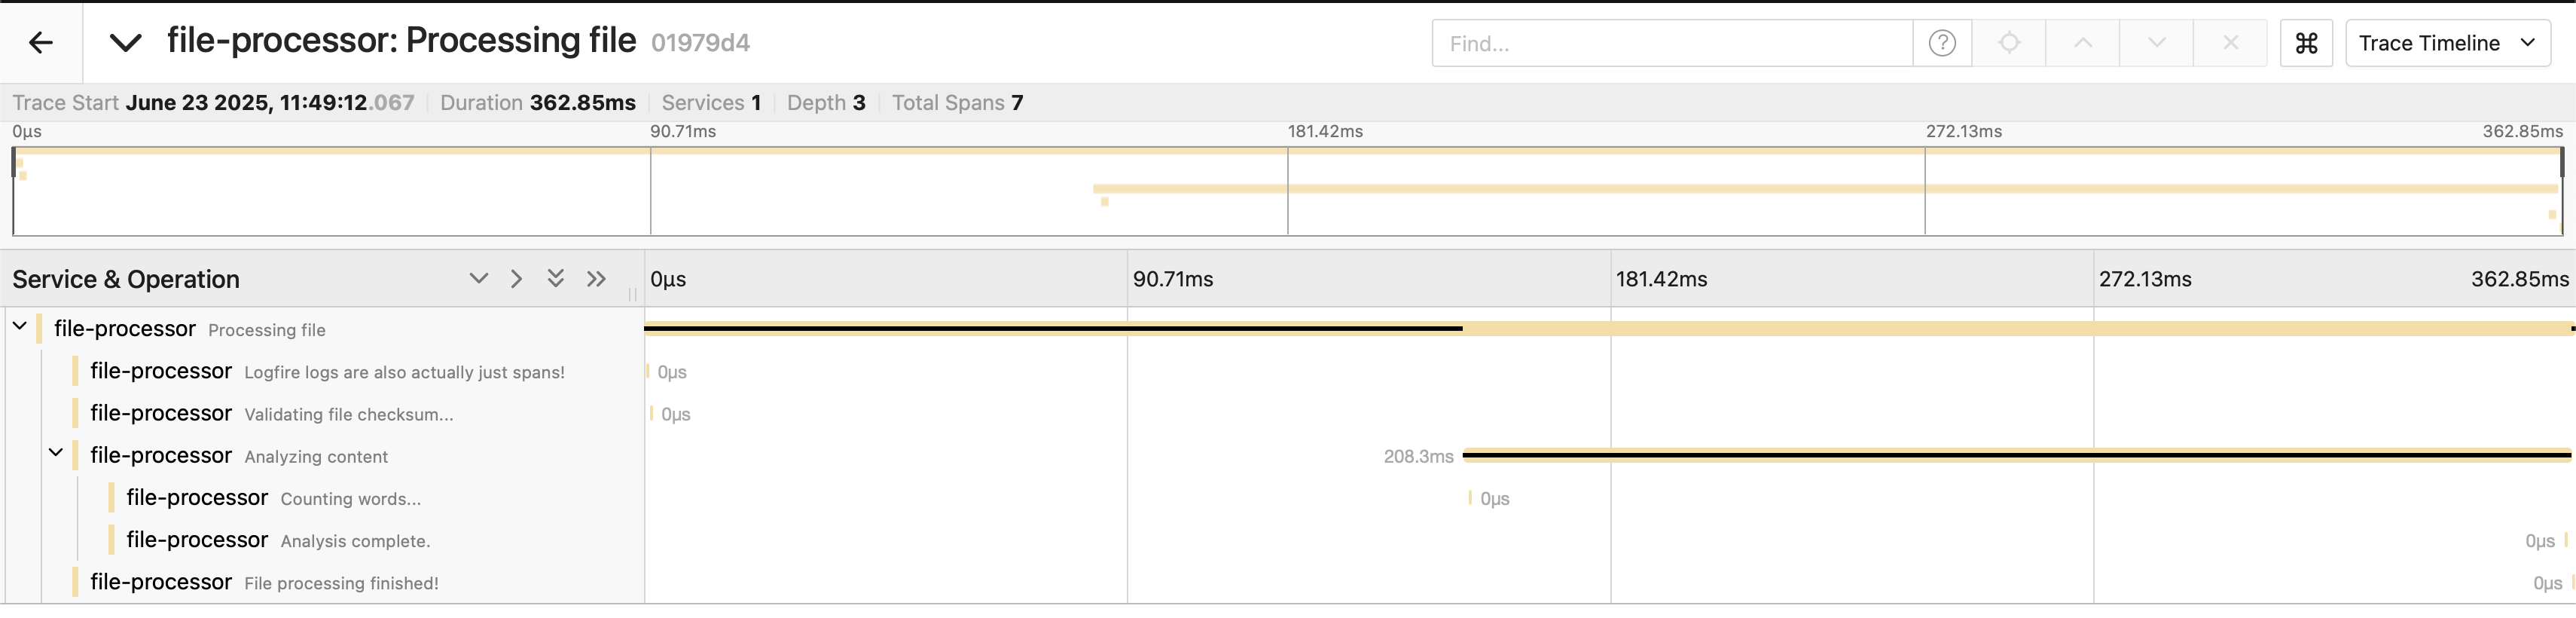 file-processor: Processing file 01979d4
Find...
Trace Timeline
Trace Start June 23 2025, 11:49:12.067 Duration 362.85ms Services 1 Depth 3 Total Spans 7
0μs 90.71ms 181.42ms 272.13ms 362.85ms
Service & Operation 0μs 90.71ms 181.42ms 272.13ms 362.85ms
file-processor Processing file
file-processor Logfire logs are also actually just spans! 0μs
file-processor Validating file checksum... 0μs
file-processor Analyzing content 208.3ms
file-processor Counting words... 0μs
file-processor Analysis complete. 0μs
file-processor File processing finished! 0μs